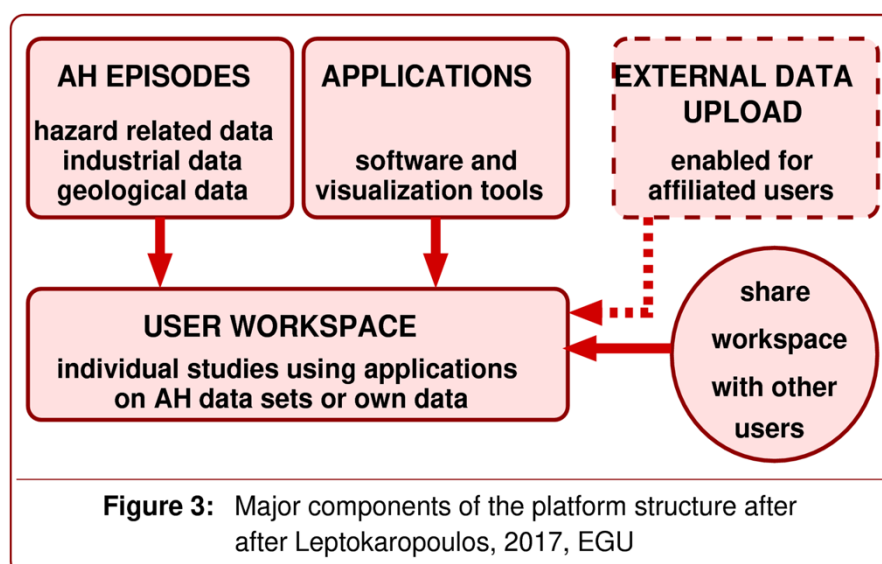 AH EPISODES
hazard related data
industrial data
geological data
APPLICATIONS
software and
visualization tools
EXTERNAL DATA
UPLOAD
enabled for
affiliated users
USER WORKSPACE
individual studies using applications
on AH data sets or own data
share
workspace
with other
users
Figure 3: Major components of the platform structure after
after Leptokaropoulos, 2017, EGU